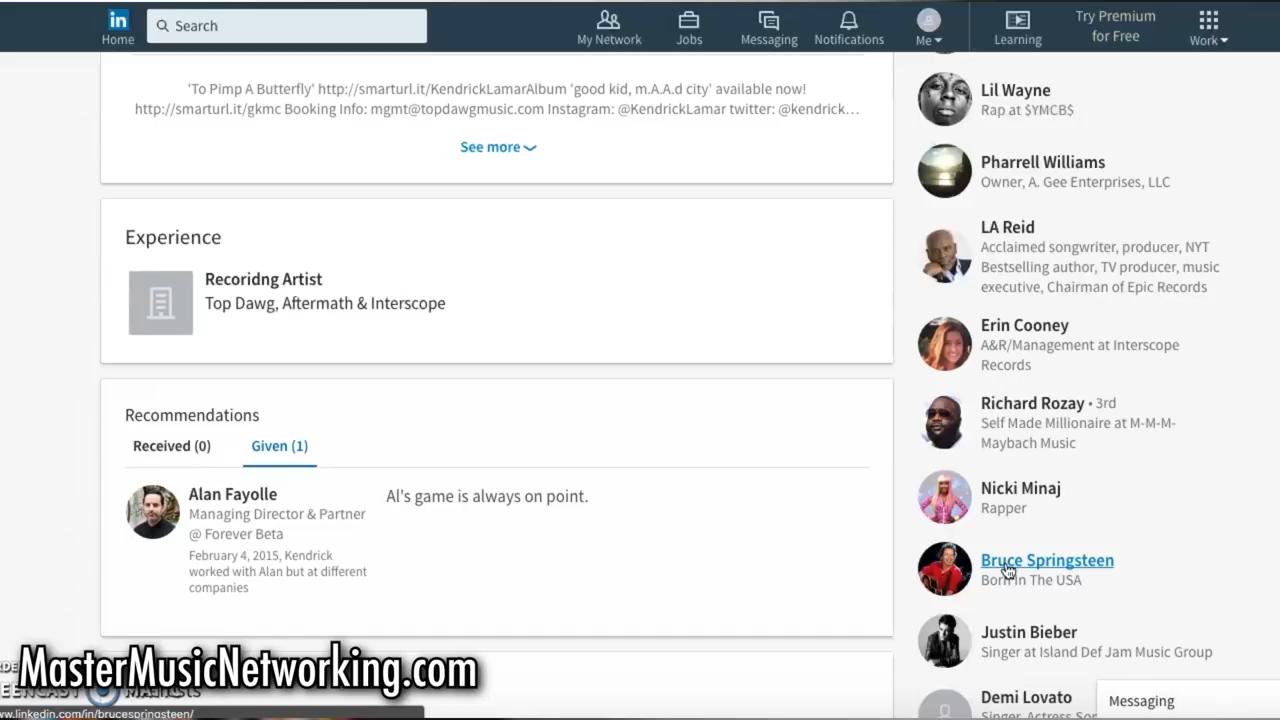 in
Home
Search
My Network
Jobs
Messaging
Notifications
Me
Learning
Try Premium
for Free
Work
'To Pimp A Butterfly' http://smarturl.it/KendrickLamarAlbum 'good kid, m.A.A.d city' available now!
http://smarturl.it/gkmc Booking Info: mgmt@topdawgmusic.com Instagram: @KendrickLamar twitter: @kendrick…
See more
Experience
Recoridng Artist
Top Dawg, Aftermath & Interscope
Recommendations
Received (0)
Given (1)
Alan Fayolle
Managing Director & Partner
@ Forever Beta
February 4, 2015, Kendrick
worked with Alan but at different
companies
Al's game is always on point.
Lil Wayne
Rap at $YMCB$
Pharrell Williams
Owner, A. Gee Enterprises, LLC
LA Reid
Acclaimed songwriter, producer, NYT
Bestselling author, TV producer, music
executive, Chairman of Epic Records
Erin Cooney
A&R/Management at Interscope
Records
Richard Rozay • 3rd
Self Made Millionaire at M-M-M-
Maybach Music
Nicki Minaj
Rapper
Bruce Springsteen
Born In The USA
Justin Bieber
Singer at Island Def Jam Music Group
Demi Lovato
Singer, Actress
Messaging
MasterMusicNetworking.com
ww.linkedin.com/in/brucespringsteen/